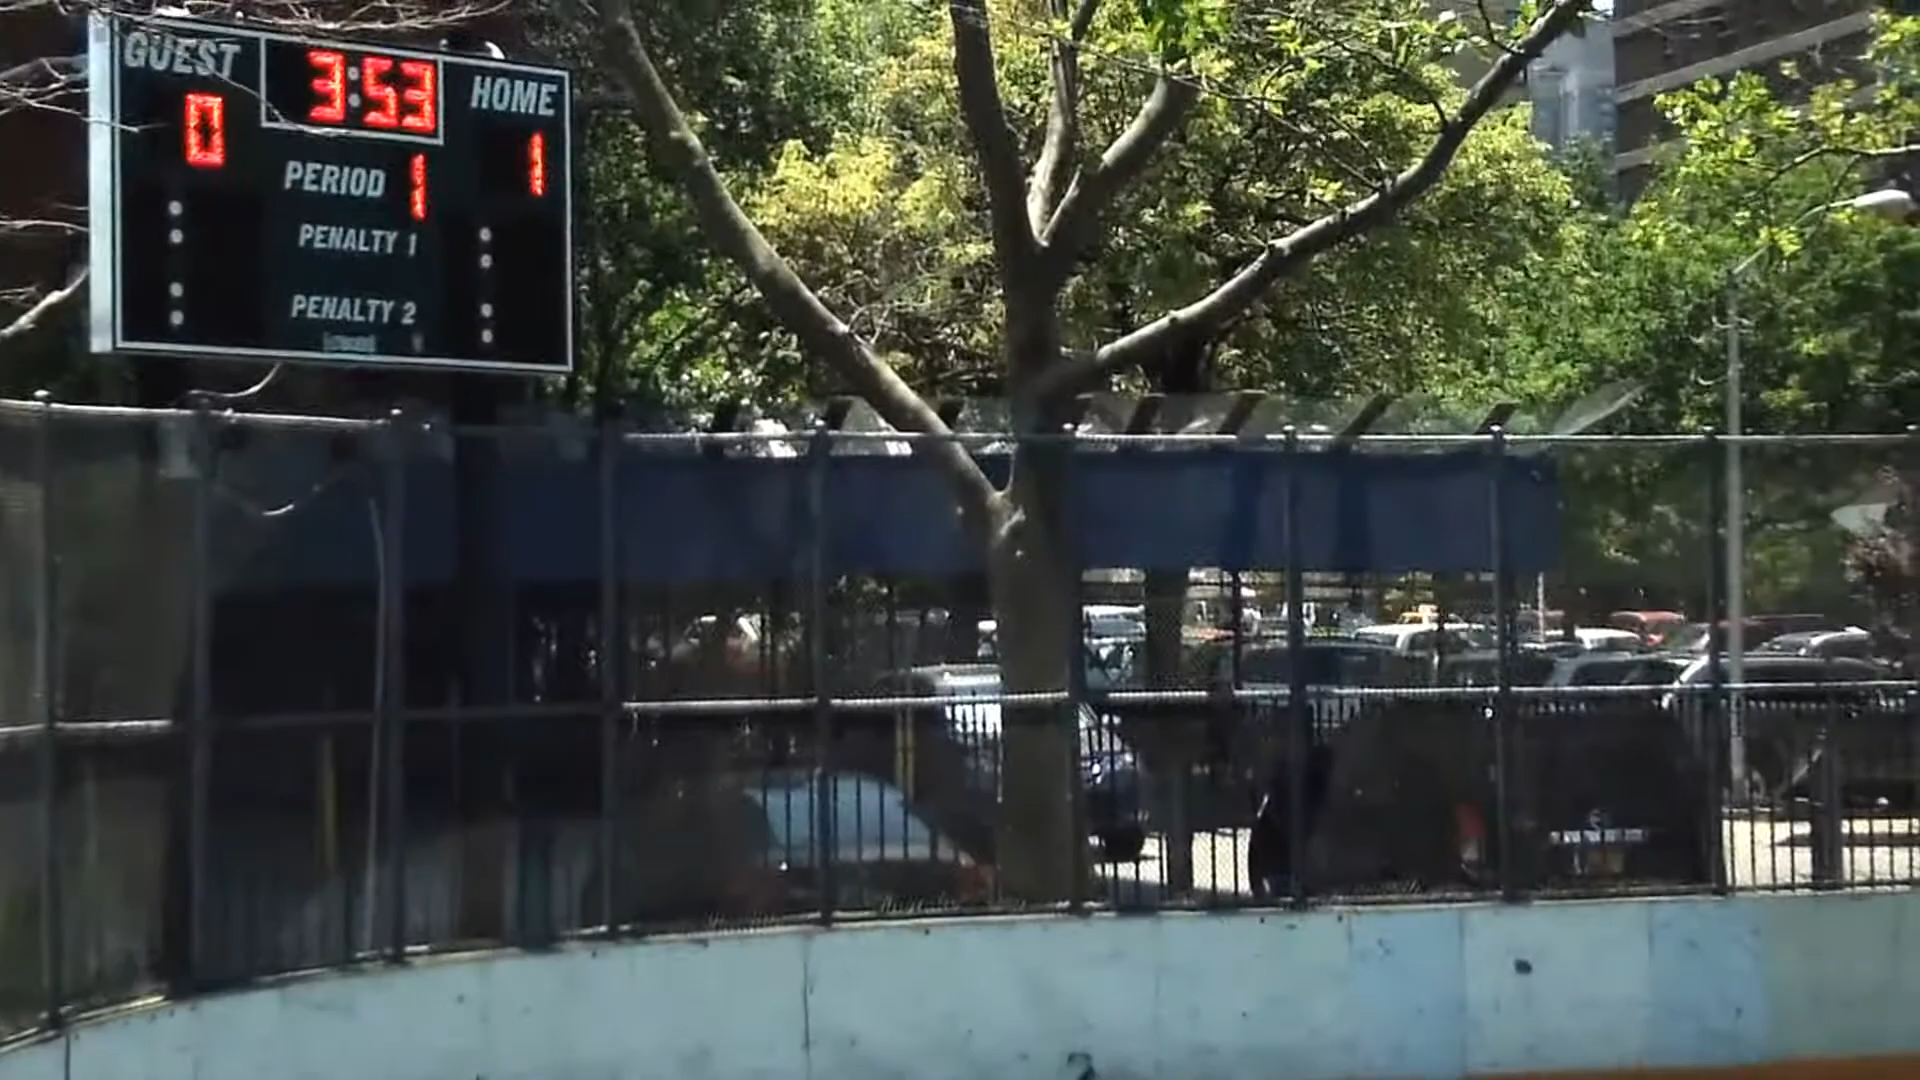 GUEST 3:53 HOME
0 1
PERIOD 1
PENALTY 1
PENALTY 2